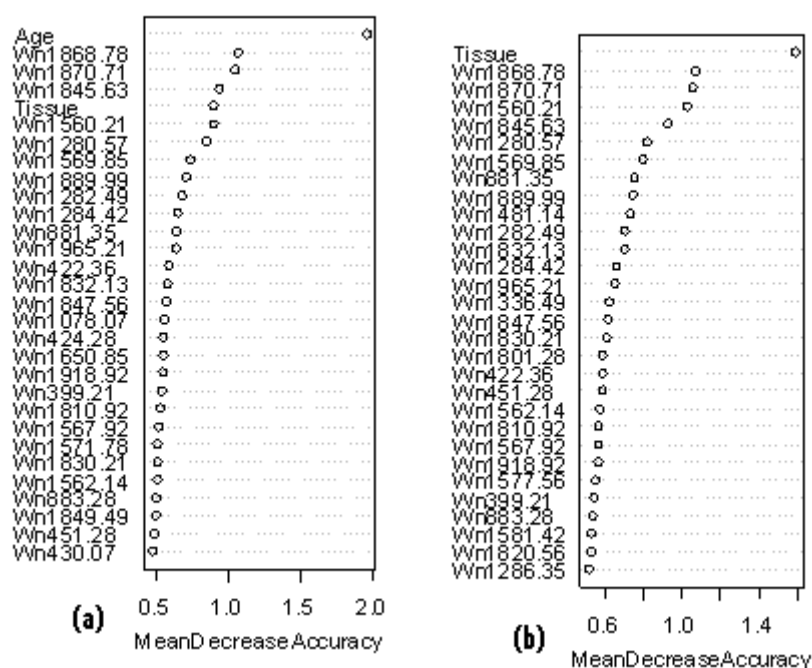 Age
Wn1868.78
Wn1870.71
Wn1845.63
Tissue
Wn1560.21
Wn1280.57
Wn1569.85
Wn1889.99
Wn1282.49
Wn1284.42
Wn881.35
Wn1965.21
Wn422.36
Wn1832.13
Wn1847.56
Wn1078.07
Wn424.28
Wn1650.85
Wn1918.92
Wn399.21
Wn1810.92
Wn1567.92
Wn1571.78
Wn1830.21
Wn1562.14
Wn883.28
Wn1849.49
Wn451.28
Wn430.07
0.5 1.0 2.0
(a)
MeanDecreaseAccuracy
Tissue
Wn1868.78
Wn1870.71
Wn1560.21
Wn1845.63
Wn1280.57
Wn1569.85
Wn881.35
Wn1889.99
Wn1481.14
Wn1282.49
Wn1832.13
Wn1284.42
Wn1965.21
Wn1336.49
Wn1847.56
Wn1830.21
Wn1801.28
Wn422.36
Wn451.28
Wn1562.14
Wn1810.92
Wn1567.92
Wn1918.92
Wn1577.56
Wn399.21
Wn883.28
Wn1581.42
Wn1820.56
Wn1286.35
0.6 1.0 1.6
(b)
MeanDecreaseAccuracy